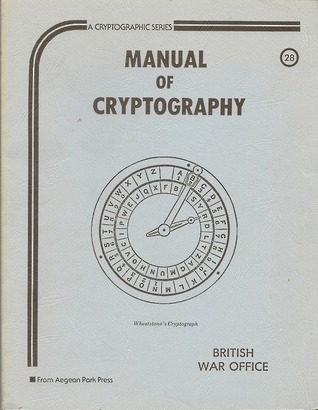 A CRYPTOGRAPHIC SERIES
28
MANUAL
OF
CRYPTOGRAPHY
Wheatstone's Cryptograph
BRITISH
WAR OFFICE
From Aegean Park Press